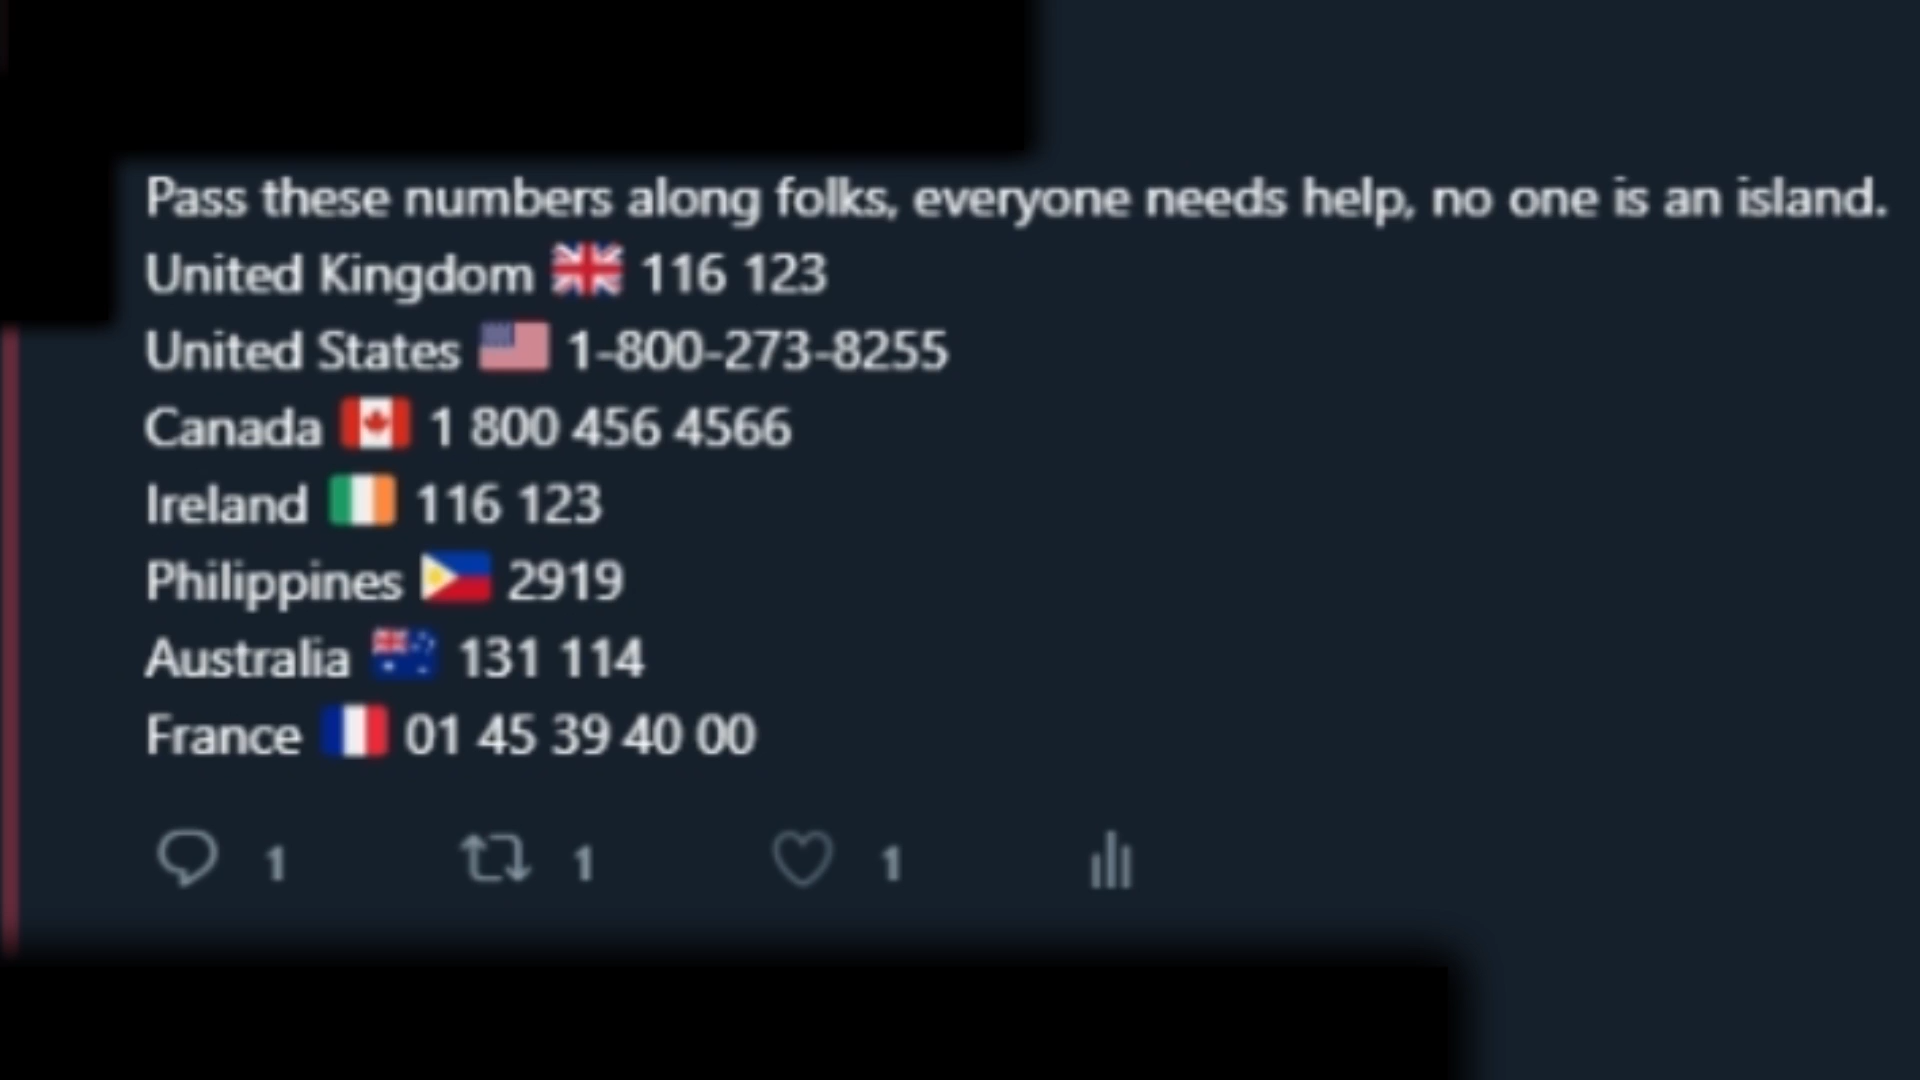 Pass these numbers along folks, everyone needs help, no one is an island.
United Kingdom 🇬🇧 116 123
United States 🇺🇸 1-800-273-8255
Canada 🇨🇦 1 800 456 4566
Ireland 🇮🇪 116 123
Philippines 🇵🇭 2919
Australia 🇦🇺 131 114
France 🇫🇷 01 45 39 40 00
1 1 1